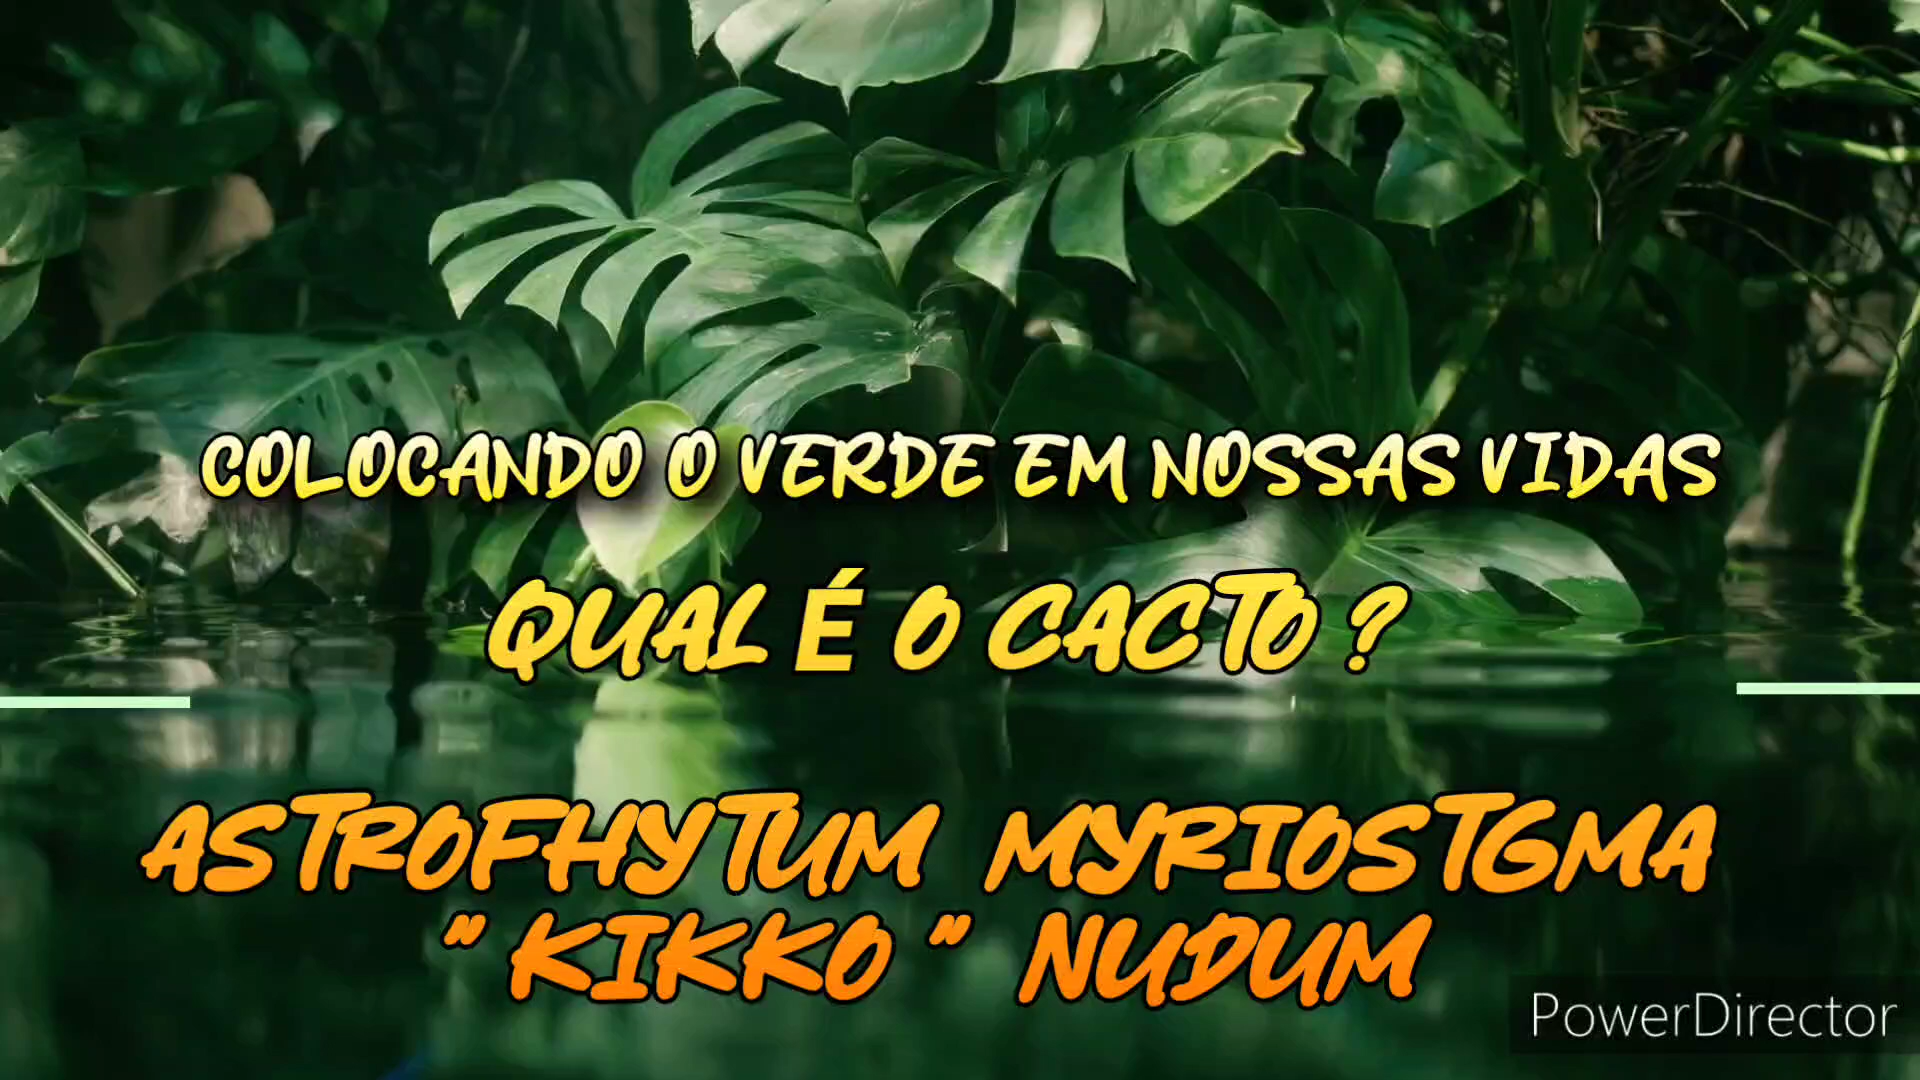 COLOCANDO O VERDE EM NOSSAS VIDAS
QUAL É O CACTO ?
ASTROFHYTUM MYRIOSTGMA
" KIKKO " NUDUM
PowerDirector